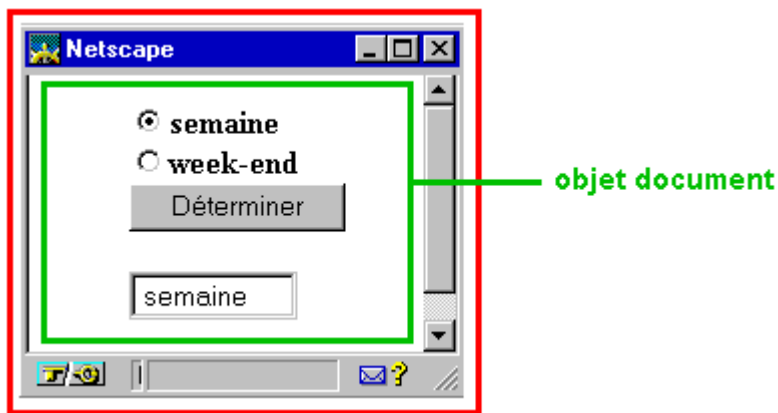 Netscape
semaine
week-end
objet document
Déterminer
semaine